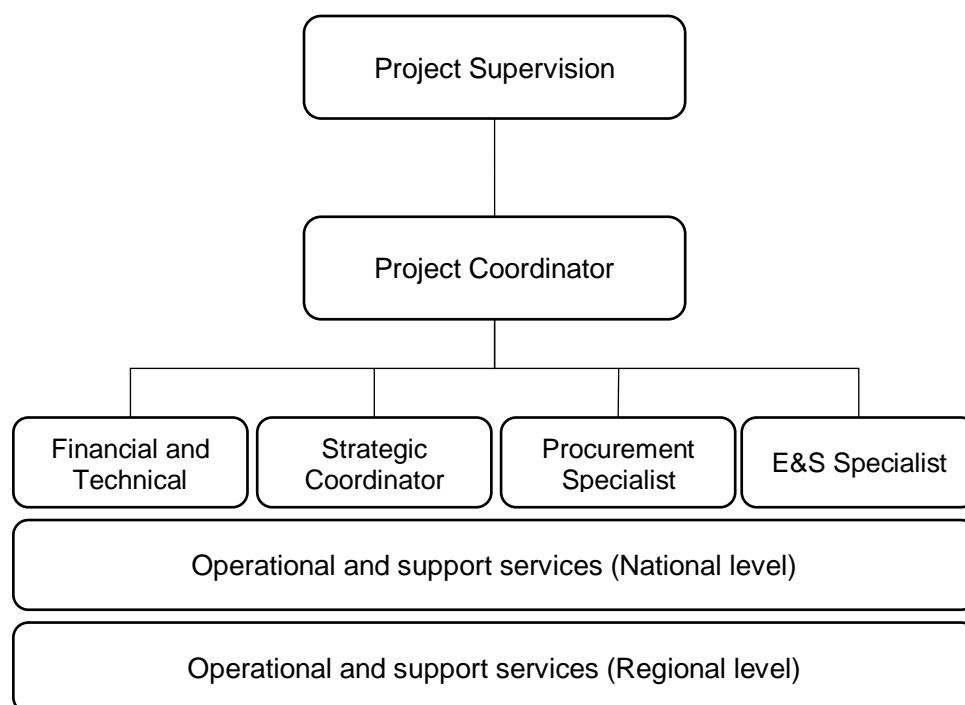 Project Supervision
Project Coordinator
Financial and
Technical
Strategic
Coordinator
Procurement
Specialist
E&S Specialist
Operational and support services (National level)
Operational and support services (Regional level)